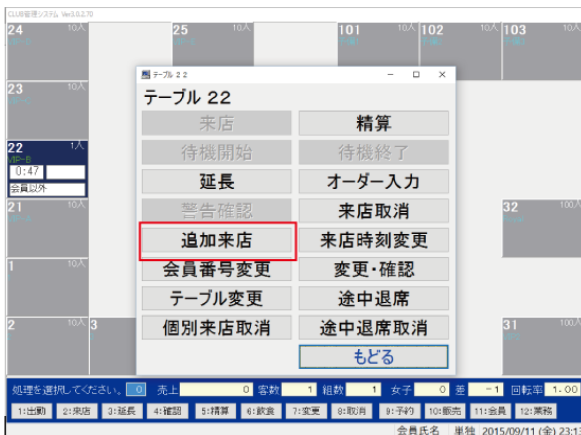 CLUB管理システム Ver3.0.2.70
24 10人
25 10人
101 10人
102 10人
103 10人
23 10人
22 1人
VIP-B
0:47
会員以外
21 10人
1 10人
2 10人
3
32 100人
31 100人
テーブル 22
テーブル 22
来店 精算
待機開始 待機終了
延長 オーダー入力
警告確認 来店取消
追加来店 来店時刻変更
会員番号変更 変更・確認
テーブル変更 途中退席
個別来店取消 途中退席取消
もどる
処理を選択してください。 0 売上 0 客数 1 組数 1 女子 0 差 -1 回転率 1.00
1:出勤 2:来店 3:延長 4:確認 5:精算 6:飲食 7:変更 8:取消 9:予約 10:販売 11:会員 12:業務
会員氏名 単独 2015/09/11 (金) 23:13